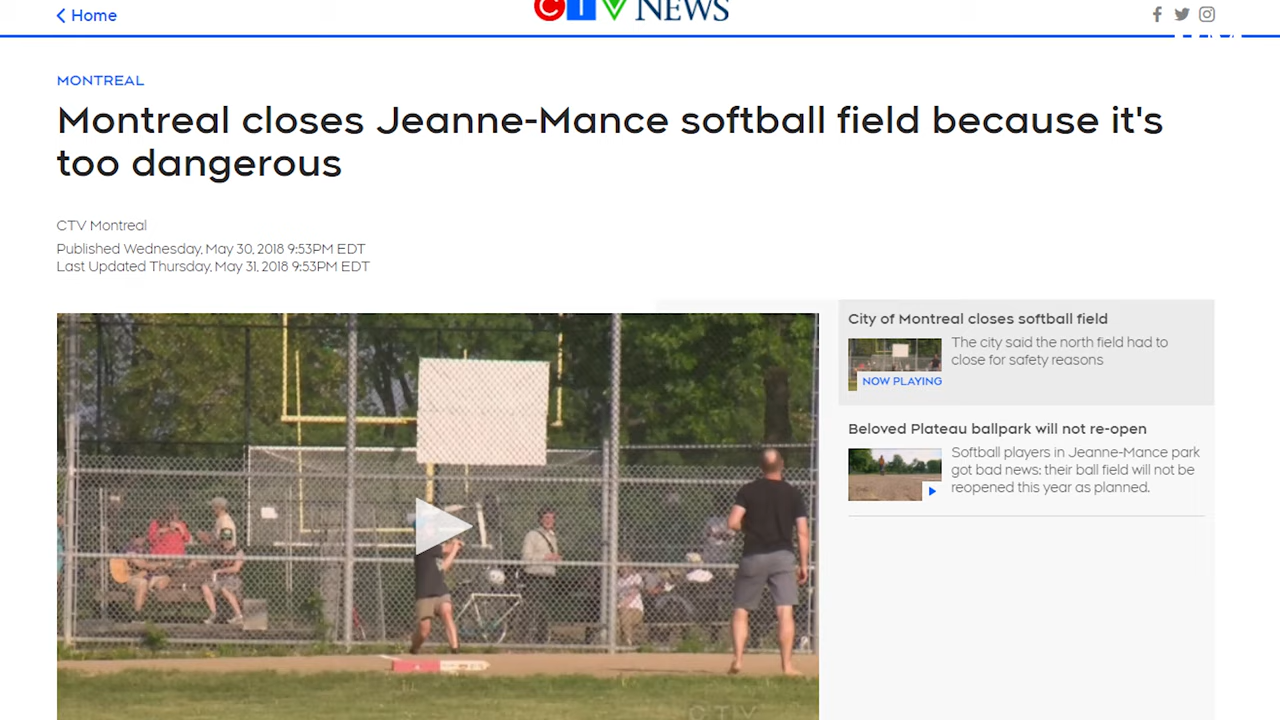 Home
CTV NEWS
MONTREAL
Montreal closes Jeanne-Mance softball field because it's
too dangerous
CTV Montreal
Published Wednesday, May 30, 2018 9:53PM EDT
Last Updated Thursday, May 31, 2018 9:53PM EDT
City of Montreal closes softball field
The city said the north field had to
close for safety reasons
NOW PLAYING
Beloved Plateau ballpark will not re-open
Softball players in Jeanne-Mance park
got bad news: their ball field will not be
reopened this year as planned.
CTV